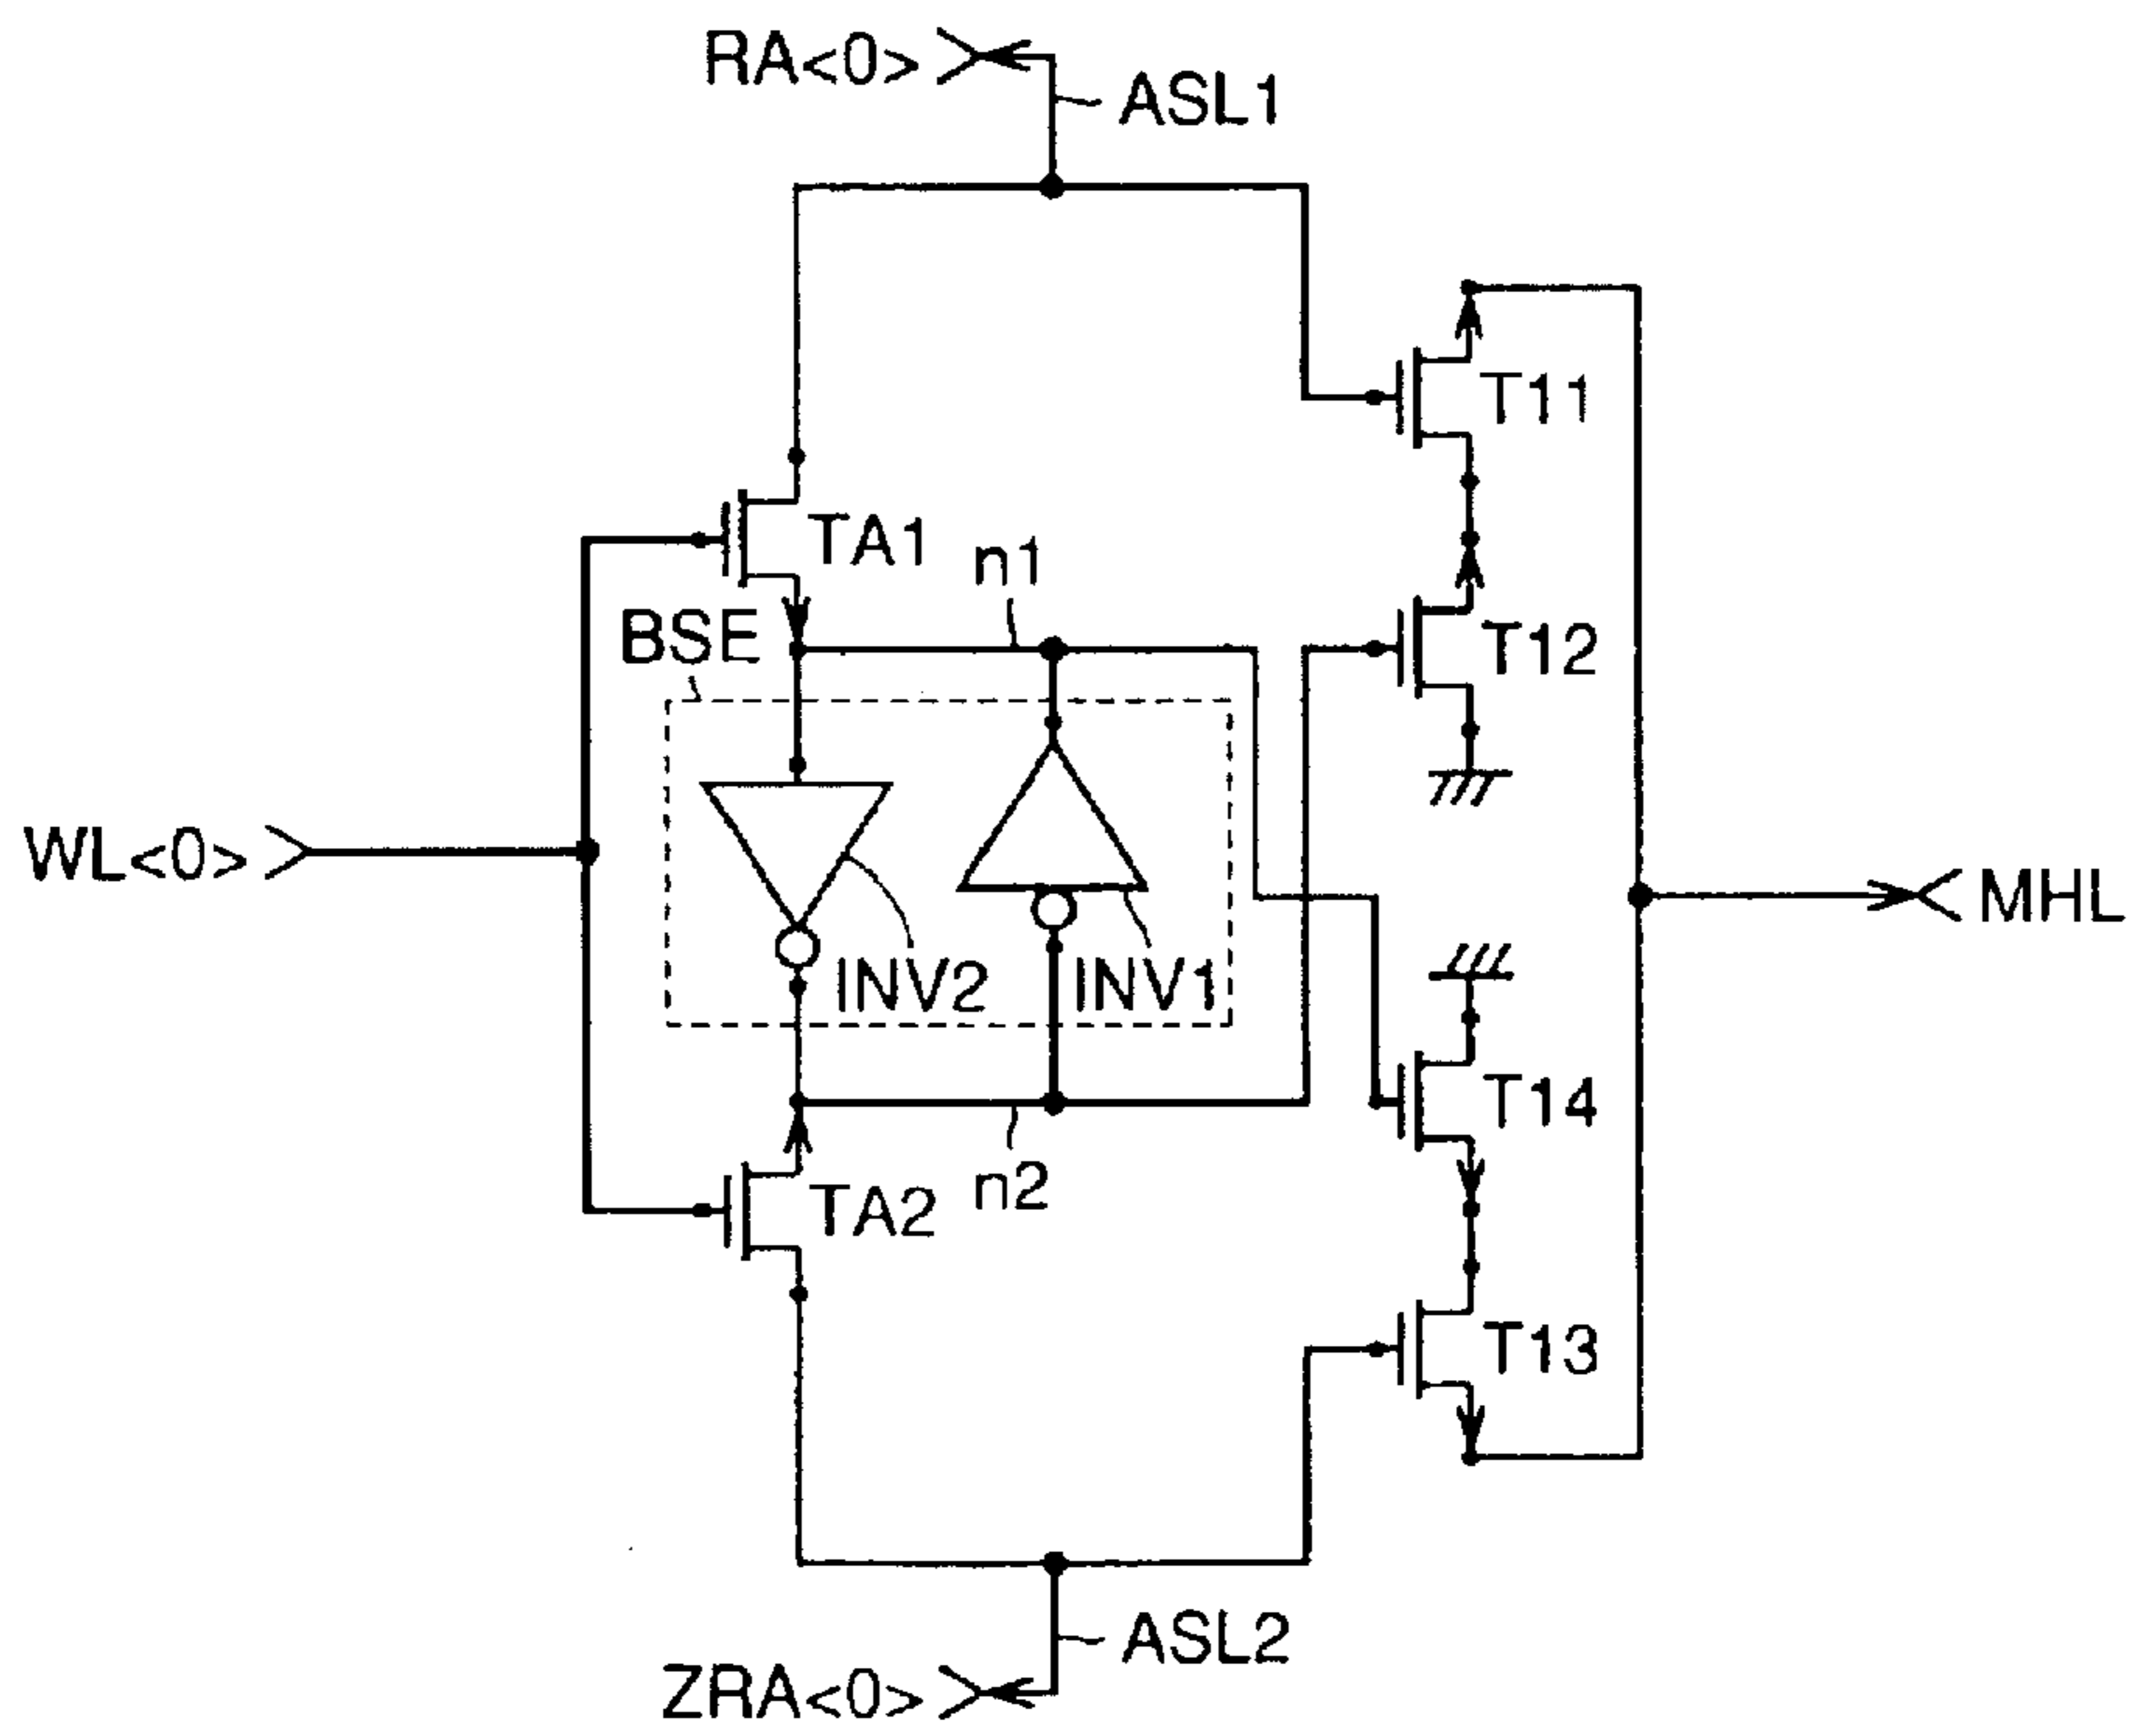 RA<0>
ASL1
T11
TA1
n1
BSE
T12
WL<0>
MHL
INV2
INV1
T14
n2
TA2
T13
ASL2
ZRA<0>